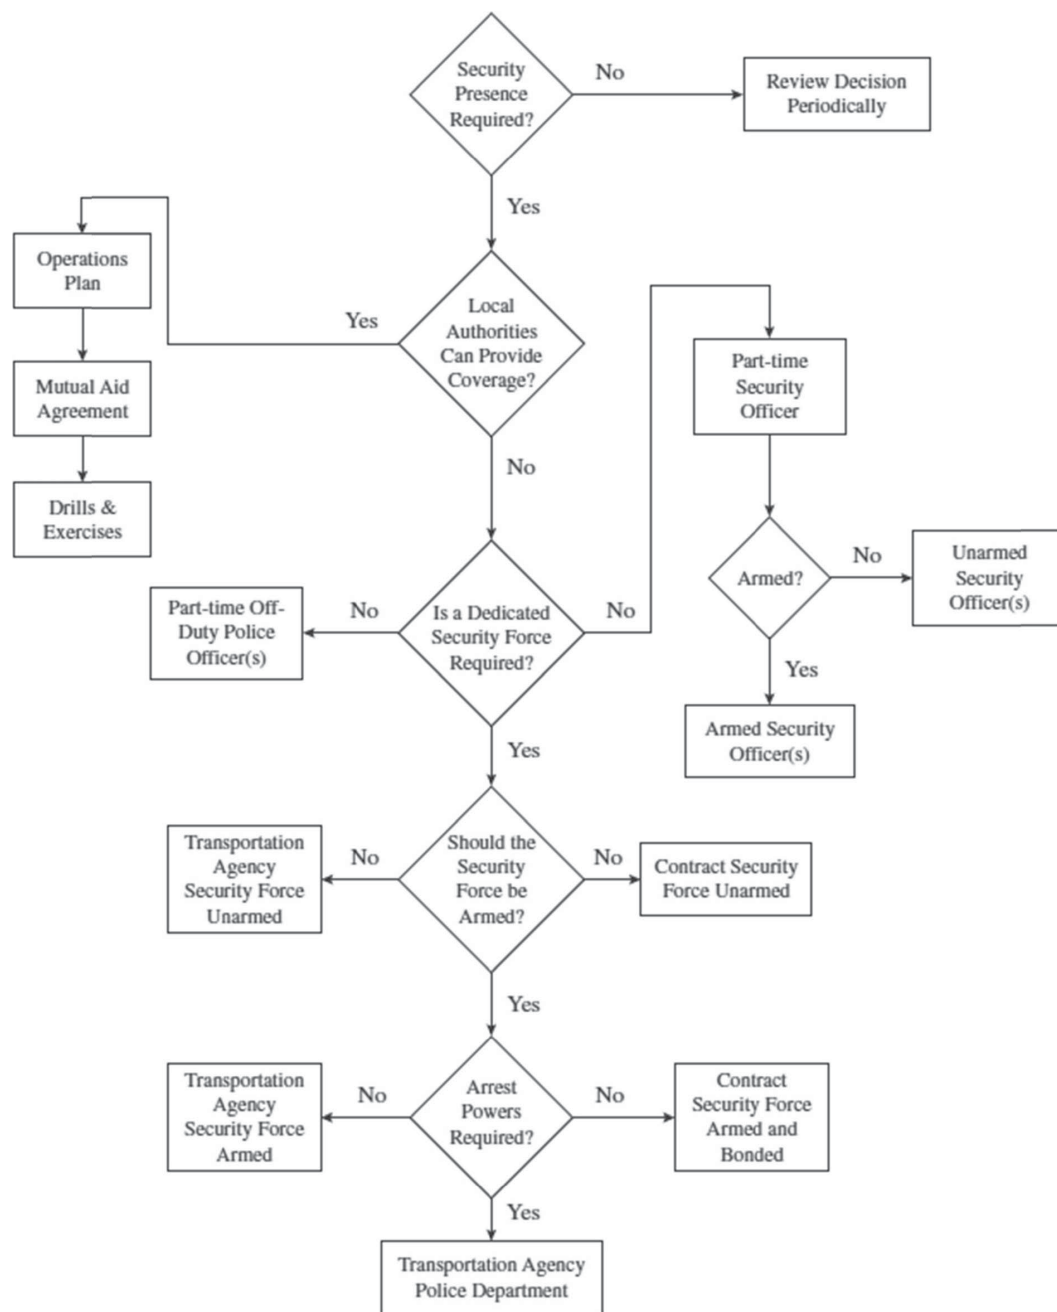 Security
Presence
Required?
No
Review Decision
Periodically
Yes
Operations
Plan
Mutual Aid
Agreement
Drills &
Exercises
Yes
Local
Authorities
Can Provide
Coverage?
No
Part-time
Security
Officer
Armed?
No
Unarmed
Security
Officer(s)
Yes
Armed Security
Officer(s)
Part-time Off-
Duty Police
Officer(s)
No
Is a Dedicated
Security Force
Required?
No
Yes
Transportation
Agency
Security Force
Unarmed
No
Should the
Security
Force be
Armed?
No
Contract Security
Force Unarmed
Yes
Transportation
Agency
Security Force
Armed
No
Arrest
Powers
Required?
No
Contract
Security Force
Armed and
Bonded
Yes
Transportation Agency
Police Department